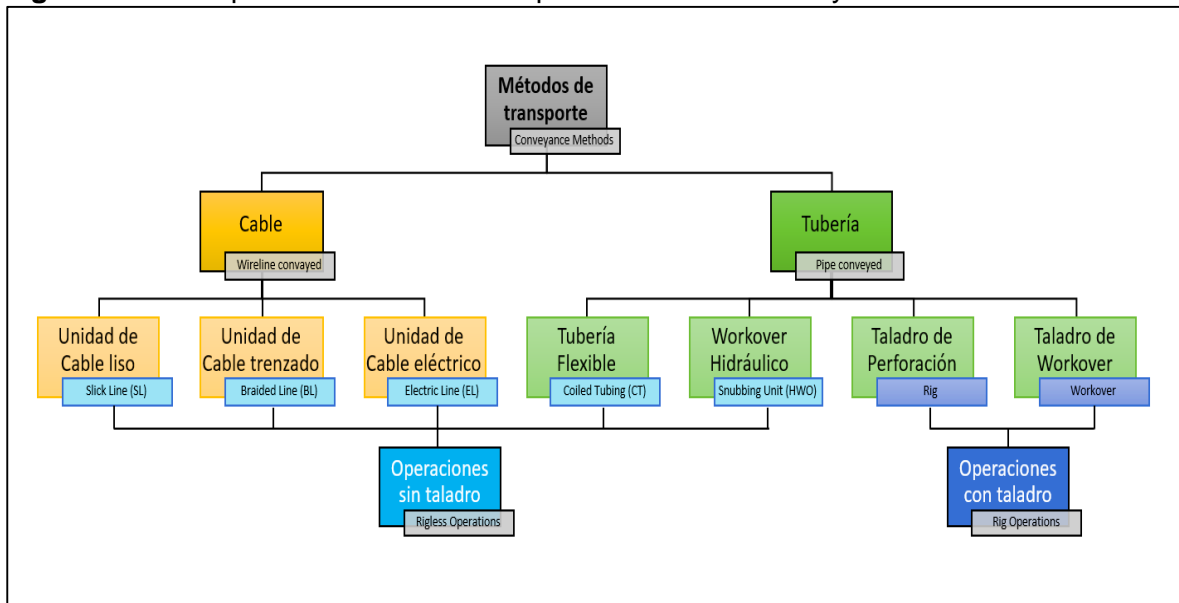 Métodos de
transporte
Conveyance Methods
Cable
Wireline convayed
Tubería
Pipe conveyed
Unidad de
Cable liso
Slick Line (SL)
Unidad de
Cable trenzado
Braided Line (BL)
Unidad de
Cable eléctrico
Electric Line (EL)
Tubería
Flexible
Coiled Tubing (CT)
Workover
Hidráulico
Snubbing Unit (HWO)
Taladro de
Perforación
Rig
Taladro de
Workover
Workover
Operaciones
sin taladro
Rigless Operations
Operaciones
con taladro
Rig Operations